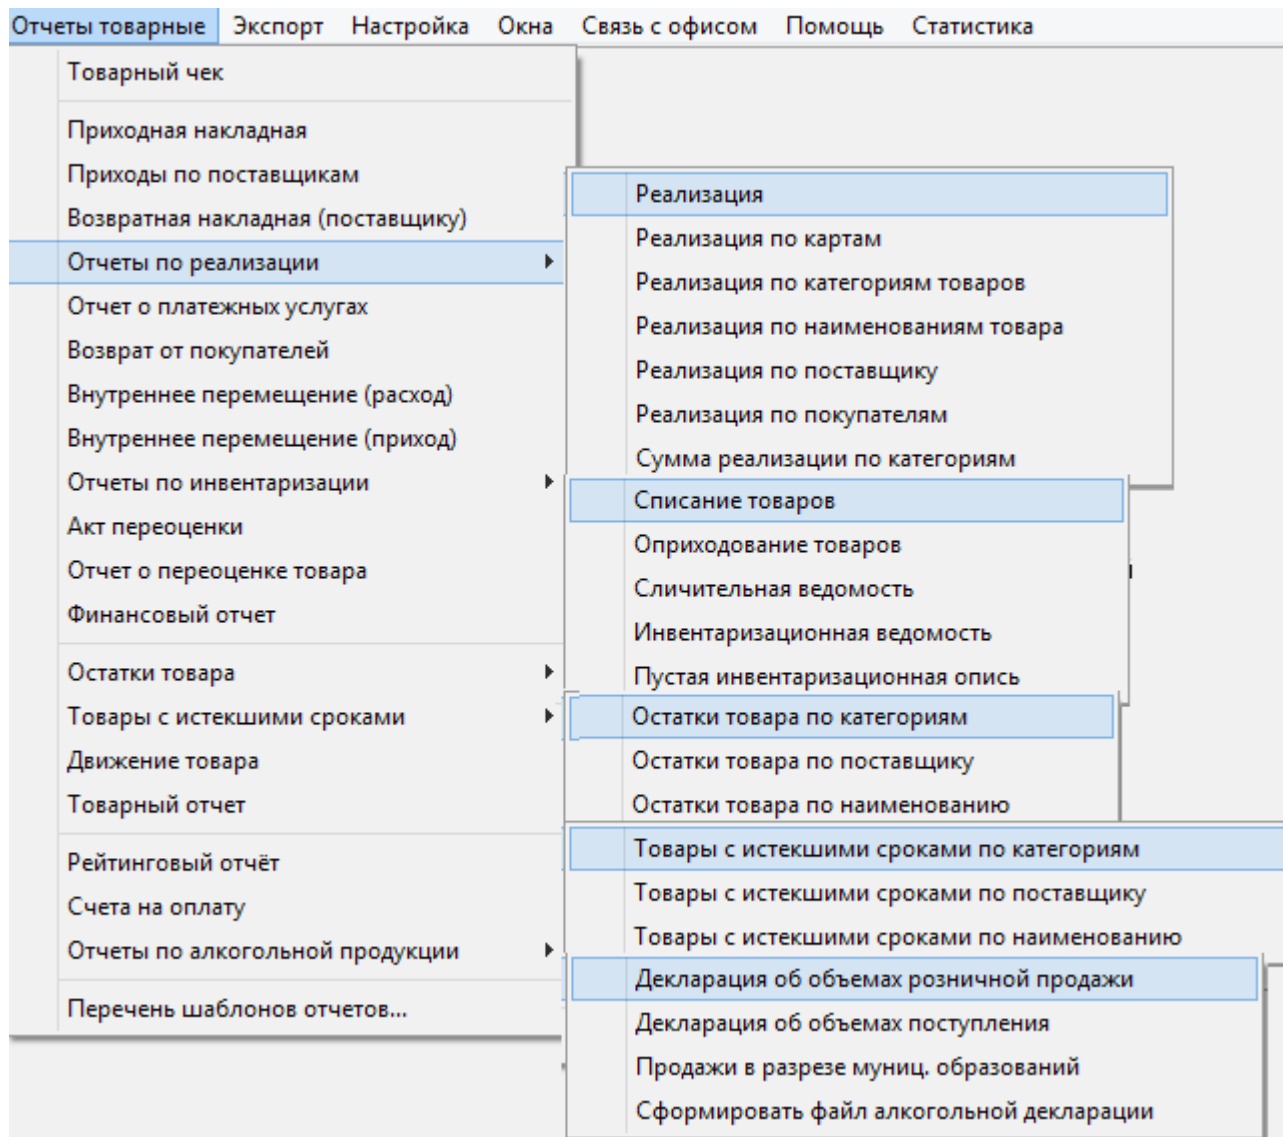 Отчеты товарные Экспорт Настройка Окна Связь с офисом Помощь Статистика
Товарный чек
Приходная накладная
Приходы по поставщикам
Возвратная накладная (поставщику)
Отчеты по реализации
Отчет о платежных услугах
Возврат от покупателей
Внутреннее перемещение (расход)
Внутреннее перемещение (приход)
Отчеты по инвентаризации
Акт переоценки
Отчет о переоценке товара
Финансовый отчет
Остатки товара
Товары с истекшими сроками
Движение товара
Товарный отчет
Рейтинговый отчёт
Счета на оплату
Отчеты по алкогольной продукции
Перечень шаблонов отчетов...
Реализация
Реализация по картам
Реализация по категориям товаров
Реализация по наименованиям товара
Реализация по поставщику
Реализация по покупателям
Сумма реализации по категориям
Списание товаров
Оприходование товаров
Сличительная ведомость
Инвентаризационная ведомость
Пустая инвентаризационная опись
Остатки товара по категориям
Остатки товара по поставщику
Остатки товара по наименованию
Товары с истекшими сроками по категориям
Товары с истекшими сроками по поставщику
Товары с истекшими сроками по наименованию
Декларация об объемах розничной продажи
Декларация об объемах поступления
Продажи в разрезе муниц. образований
Сформировать файл алкогольной декларации